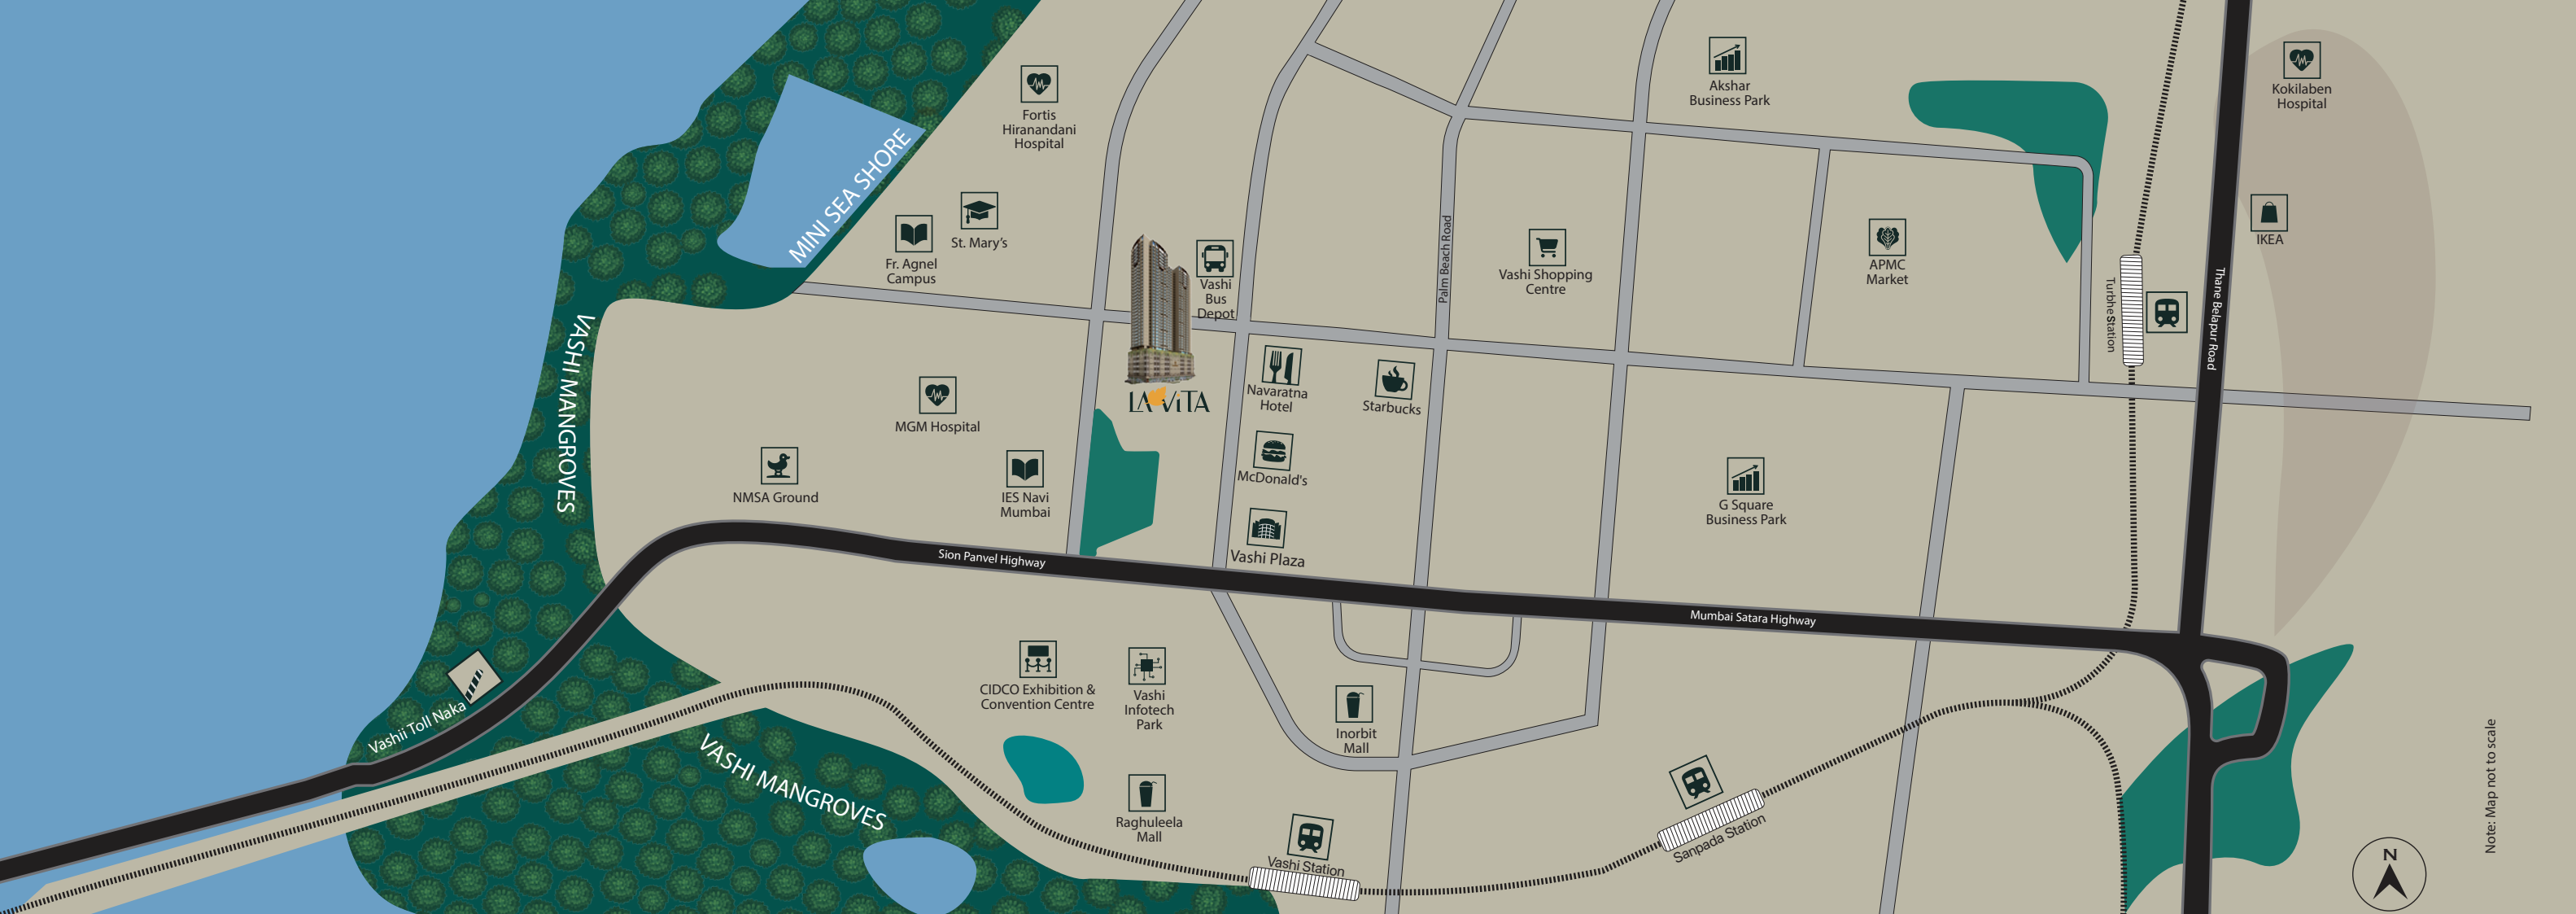 Akshar
Business Park
Kokilaben
Hospital
Fortis
Hiranandani
Hospital
MINI SEA SHORE
St. Mary's
Fr. Agnel
Campus
IKEA
Palm Beach Road
Vashi Shopping
Centre
APMC
Market
Vashi
Bus
Depot
Turbhe Station
Thane Belapur Road
VASHI MANGROVES
LA VITA
Navaratna
Hotel
Starbucks
MGM Hospital
McDonald's
NMSA Ground
IES Navi
Mumbai
G Square
Business Park
Vashi Plaza
Sion Panvel Highway
Mumbai Satara Highway
CIDCO Exhibition &
Convention Centre
Vashi
Infotech
Park
Vashii Toll Naka
Inorbit
Mall
VASHI MANGROVES
Raghuleela
Mall
Vashi Station
Sanpada Station
Note: Map not to scale
N